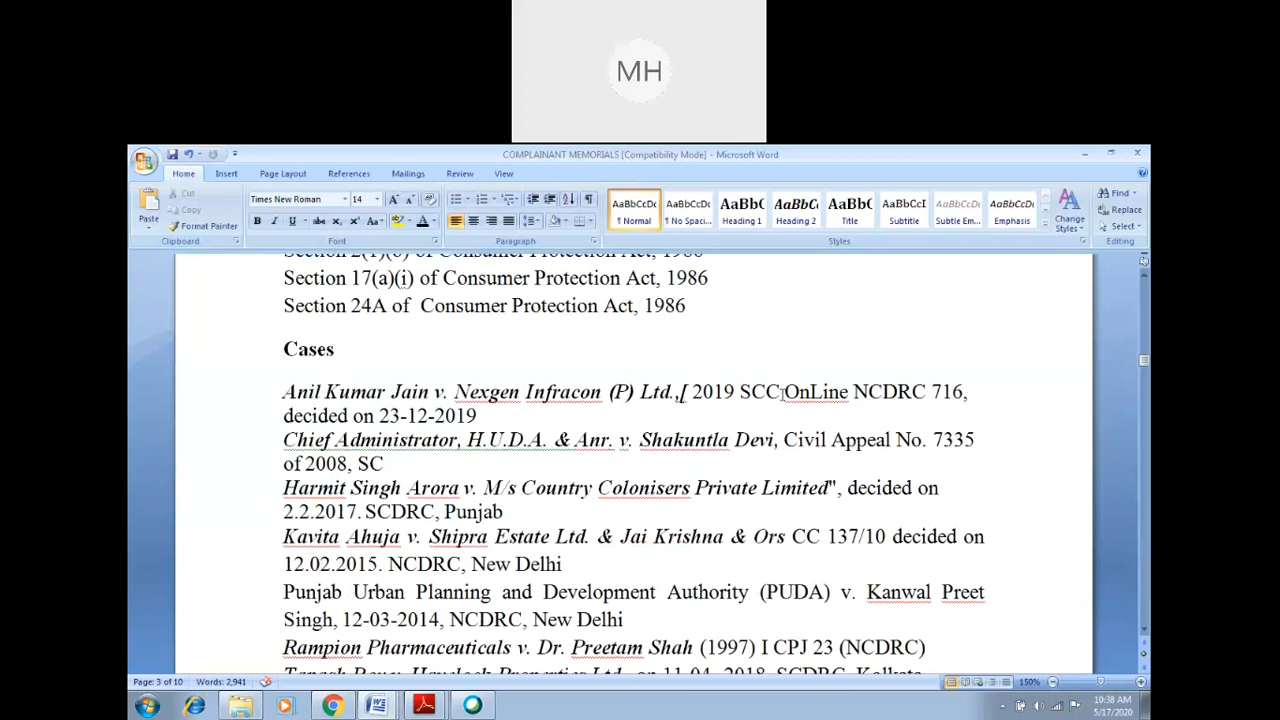 MH
COMPLAINANT MEMORIALS [Compatibility Mode] - Microsoft Word
Home Insert Page Layout References Mailings Review View
Paste
Cut
Copy
Format Painter
Times New Roman 14
B I U abc x₂ x² Aa
AaBbCcDc AaBbCcDc AaBbC AaBbCc AaBbC AaBbCcI AaBbCcDc AaBbCcDc
¶ Normal ¶ No Spaci... Heading 1 Heading 2 Title Subtitle Subtle Em... Emphasis
Change Styles
Find
Replace
Select
Clipboard Font Paragraph Styles Editing
Section 17(a)(i) of Consumer Protection Act, 1986
Section 24A of Consumer Protection Act, 1986
Cases
Anil Kumar Jain v. Nexgen Infracon (P) Ltd.,[ 2019 SCC OnLine NCDRC 716,
decided on 23-12-2019
Chief Administrator, H.U.D.A. & Anr. v. Shakuntla Devi, Civil Appeal No. 7335
of 2008, SC
Harmit Singh Arora v. M/s Country Colonisers Private Limited", decided on
2.2.2017. SCDRC, Punjab
Kavita Ahuja v. Shipra Estate Ltd. & Jai Krishna & Ors CC 137/10 decided on
12.02.2015. NCDRC, New Delhi
Punjab Urban Planning and Development Authority (PUDA) v. Kanwal Preet
Singh, 12-03-2014, NCDRC, New Delhi
Rampion Pharmaceuticals v. Dr. Preetam Shah (1997) I CPJ 23 (NCDRC)
Page: 3 of 10 Words: 2,941 150%
10:38 AM
5/17/2020